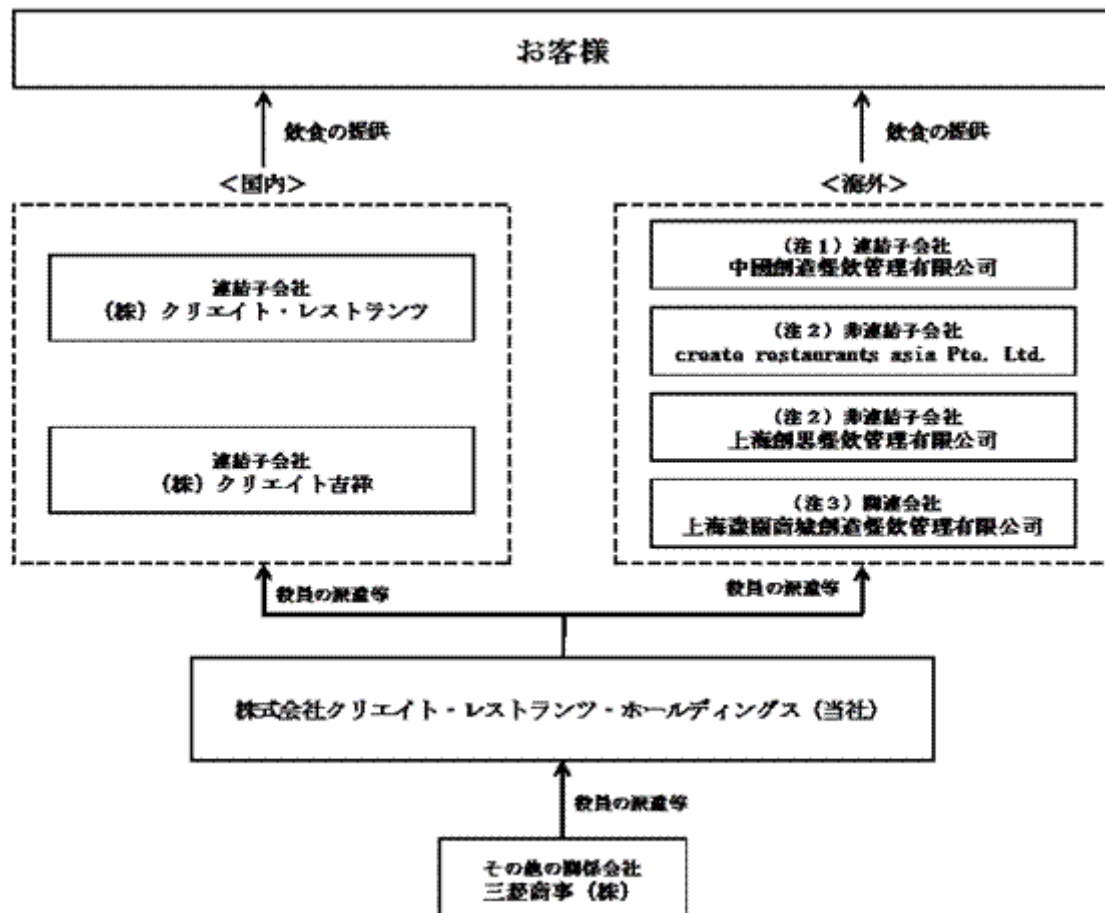 お客様
飲食の提供
飲食の提供
<国内>
<海外>
連結子会社
(株)クリエイト・レストランツ
連結子会社
(株)クリエイト吉祥
(注1)連結子会社
中國創造餐飲管理有限公司
(注2)非連結子会社
create restaurants asia Pte. Ltd.
(注2)非連結子会社
上海創思餐飲管理有限公司
(注3)関連会社
上海豫園商城創造餐飲管理有限公司
役員の派遣等
役員の派遣等
株式会社クリエイト・レストランツ・ホールディングス(当社)
役員の派遣等
その他の関係会社
三菱商事(株)